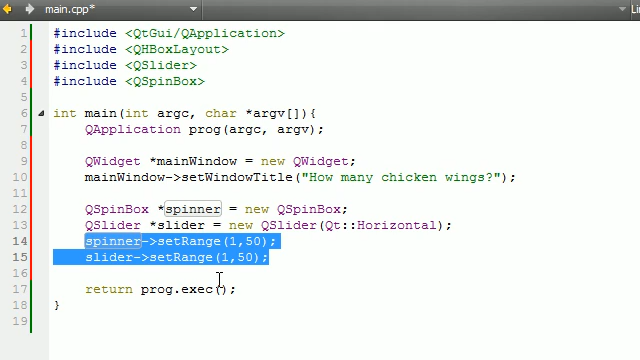 main.cpp*
Lin
1 #include <QtGui/QApplication>
2 #include <QHBoxLayout>
3 #include <QSlider>
4 #include <QSpinBox>
5
6 int main(int argc, char *argv[]){
7 QApplication prog(argc, argv);
8
9 QWidget *mainWindow = new QWidget;
10 mainWindow->setWindowTitle("How many chicken wings?");
11
12 QSpinBox *spinner = new QSpinBox;
13 QSlider *slider = new QSlider(Qt::Horizontal);
14 spinner->setRange(1,50);
15 slider->setRange(1,50);
16
17 return prog.exec();
18 }
19